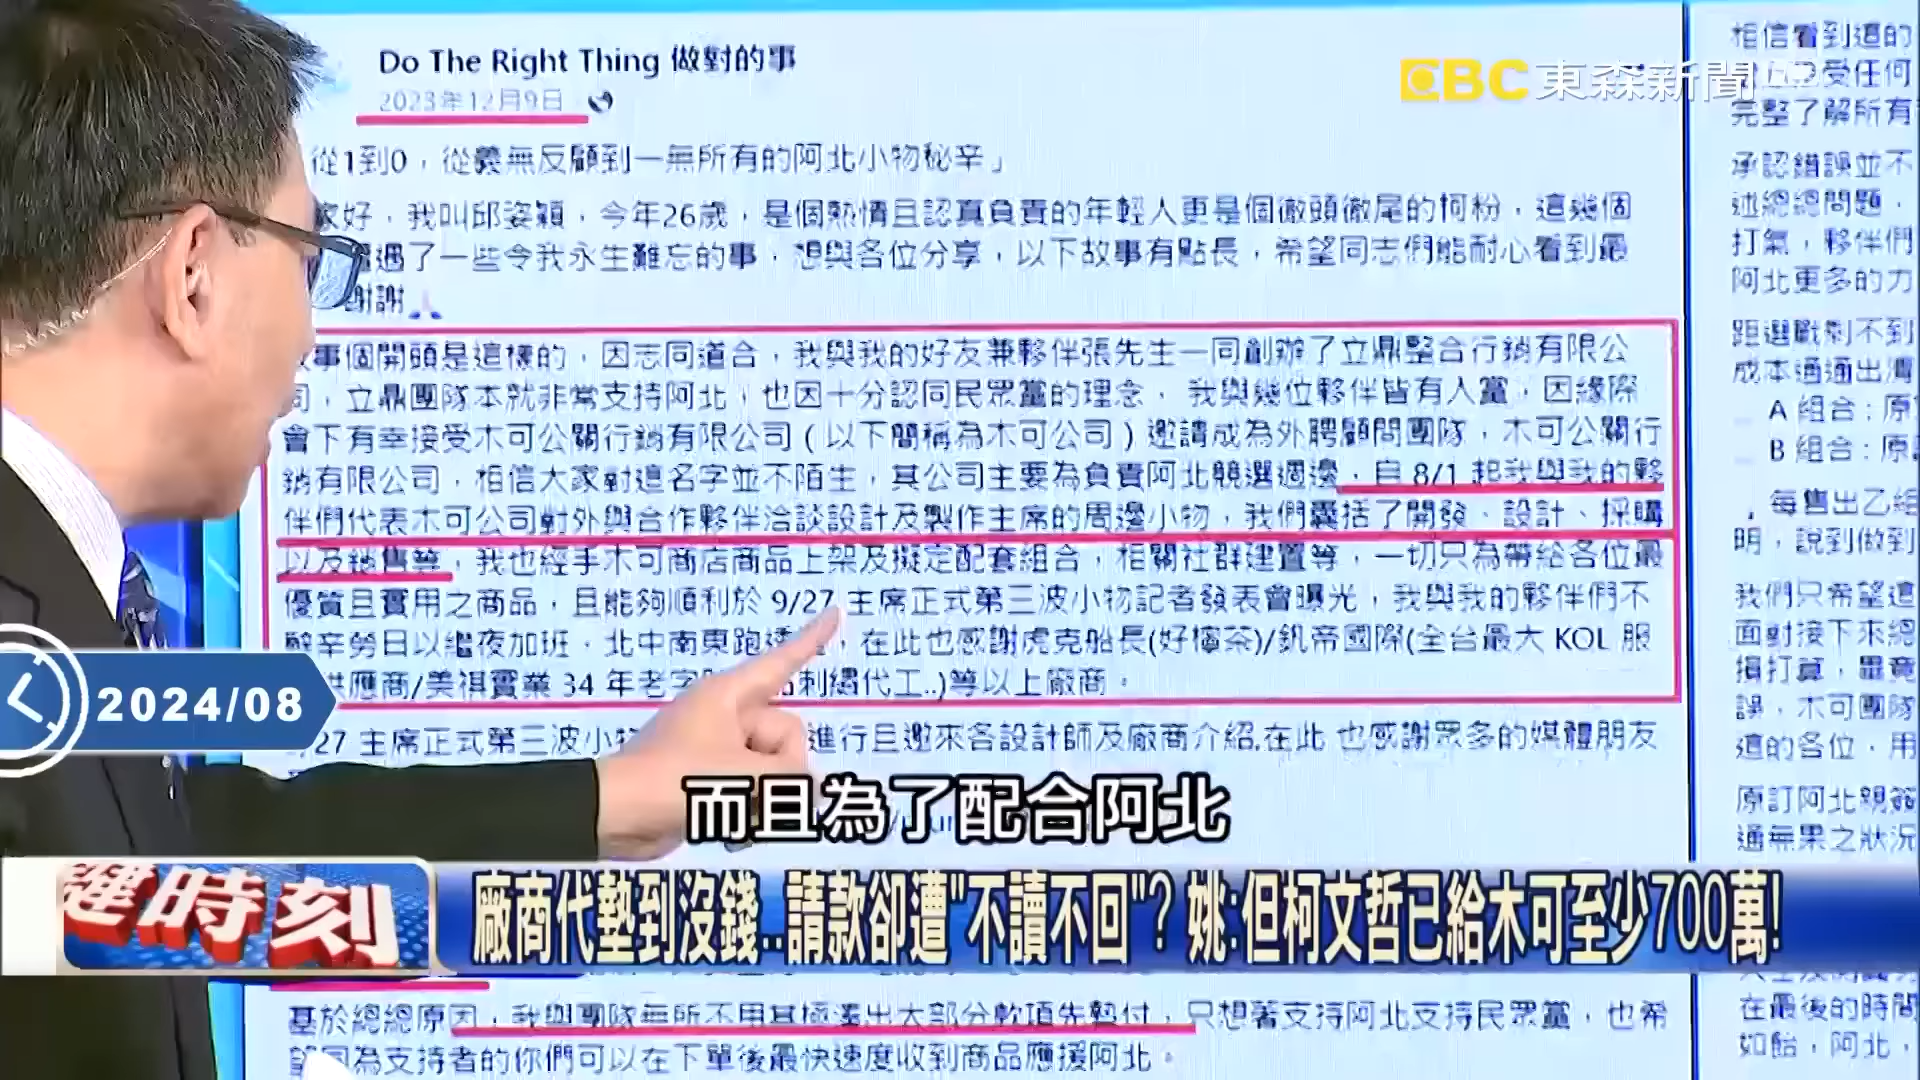 Do The Right Thing 做對的事
2023年12月9日
EBC 東森新聞
從1到0，從義無反顧到一無所有的阿北小物秘辛」
好，我叫邱姿穎，今年26歲，是個熱情且認真負責的年輕人更是個徹頭徹尾的柯粉，這幾個
遇了一些令我永生難忘的事，想與各位分享，以下故事有點長，希望同志們能耐心看到最
謝謝🙏
事個開頭是這樣的，因志同道合，我與我的好友兼夥伴張先生一同創辦了立鼎整合行銷有限公
司，立鼎團隊本就非常支持阿北，也因十分認同民眾黨的理念， 我與幾位夥伴皆有入黨，因緣際
會下有幸接受木可公關行銷有限公司（以下簡稱為木可公司）邀請成為外聘顧問團隊，木可公關行
銷有限公司，相信大家對這名字並不陌生，其公司主要為負責阿北競選週邊，自 8/1 起我與我的夥
伴們代表木可公司對外與合作夥伴洽談設計及製作主席的周邊小物，我們囊括了開發、設計、採購
以及銷售等，我也經手木可商店商品上架及擬定配套組合，相關社群建置等，一切只為帶給各位最
優質且實用之商品，且能夠順利於 9/27 主席正式第三波小物記者發表會曝光，我與我的夥伴們不
辭辛勞日以繼夜加班，北中南東跑透 ，在此也感謝虎克船長(好檸茶)/釩帝國際(全台最大 KOL 服
供應商/美祺實業 34 年老字 刺繡代工..)等以上廠商。
/27 主席正式第三波小 進行且邀來各設計師及廠商介紹,在此 也感謝眾多的媒體朋友
2024/08
而且為了配合阿北
鍵時刻
廠商代墊到沒錢..請款卻遭"不讀不回"? 姚:但柯文哲已給木可至少700萬!
基於總總原因，我與團隊無所不用其極湊出大部分款項先墊付，只想著支持阿北支持民眾黨，也希
望因為支持者的你們可以在下單後最快速度收到商品應援阿北。
相信看到這的
受任何
完整了解所有
承認錯誤並不
述總總問題，
打氣，夥伴們
阿北更多的力
距選戰剩不到
成本通通出清
A 組合：原
B 組合：原
，每售出乙組
明，說到做到
我們只希望這
面對接下來總
損打算，畢竟
誤，木可團隊
這的各位，用
原訂阿北親簽
通無果之狀況
在最後的時間
如飴，阿北，